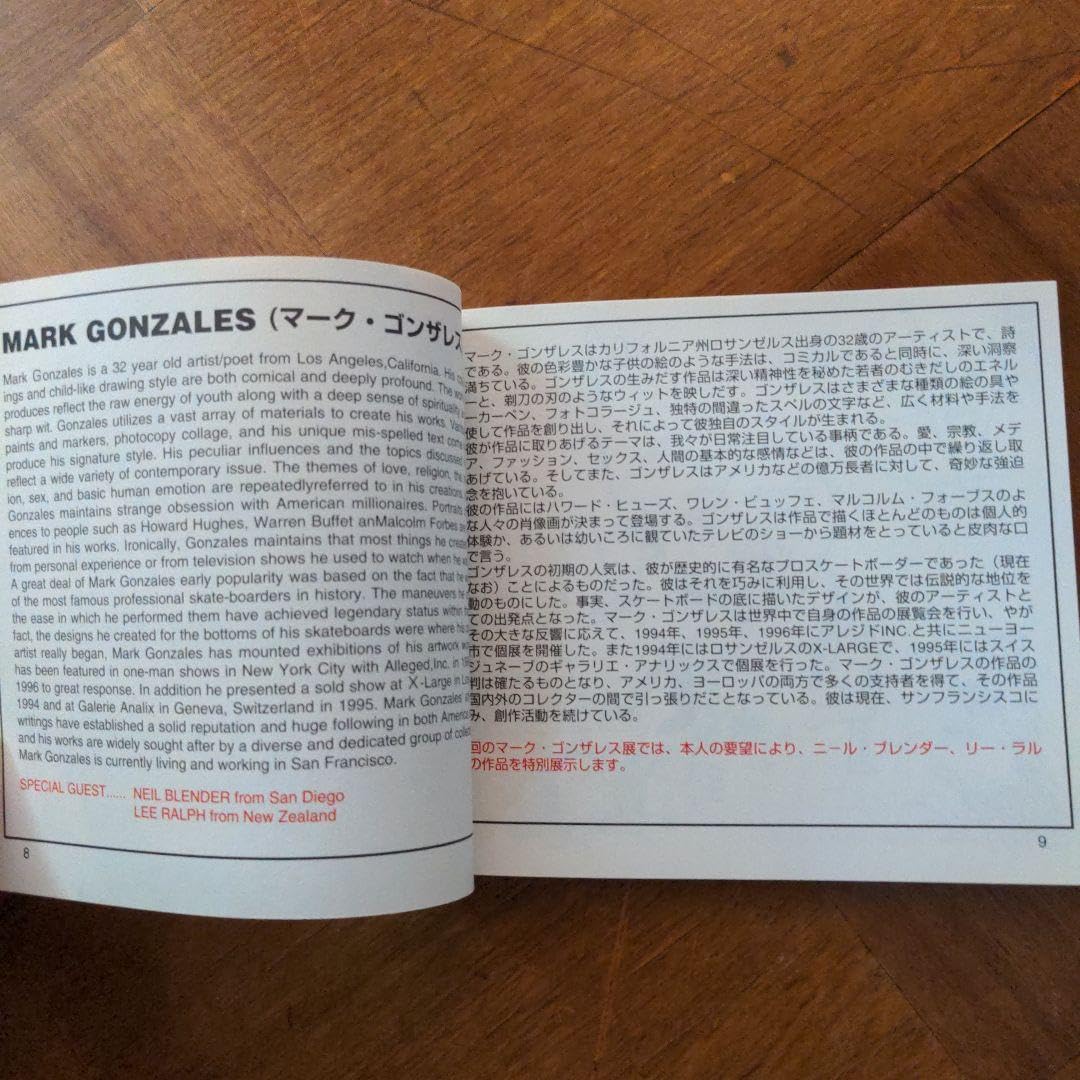 MARK GONZALES (マーク・ゴンザレス
Mark Gonzales is a 32 year old artist/poet from Los Angeles,California. His
ings and child-like drawing style are both comical and deeply profound. The
produces reflect the raw energy of youth along with a deep sense of spirituality
sharp wit. Gonzales utilizes a vast array of materials to create his works.
paints and markers, photocopy collage, and his unique mis-spelled text
produce his signature style. His peculiar influences and the topics discussed
reflect a wide variety of contemporary issue. The themes of love, religion,
ion, sex, and basic human emotion are repeatedlyreferred to in his creations.
Gonzales maintains strange obsession with American millionaires.
ences to people such as Howard Hughes, Warren Buffet anMalcolm Forbes
featured in his works. Ironically, Gonzales maintains that most things he
from personal experience or from television shows he used to watch when
A great deal of Mark Gonzales early popularity was based on the fact that
of the most famous professional skate-boarders in history. The maneuvers
the ease in which he performed them have achieved legendary status within
fact, the designs he created for the bottoms of his skateboards were where his
artist really began, Mark Gonzales has mounted exhibitions of his artwork
has been featured in one-man shows in New York City with Alleged,Inc.in
1996 to great response. In addition he presented a sold show at X-Large in
1994 and at Galerie Analix in Geneva, Switzerland in 1995. Mark Gonzales
writings have established a solid reputation and huge following in both
and his works are widely sought after by a diverse and dedicated group of
Mark Gonzales is currently living and working in San Francisco.
SPECIAL GUEST...... NEIL BLENDER from San Diego
LEE RALPH from New Zealand
8
マーク・ゴンザレスはカリフォルニア州ロサンゼルス出身の32歳のアーティストで、詩
である。彼の色彩豊かな子供の絵のような手法は、コミカルであると同時に、深い洞察
満ちている。ゴンザレスの生みだす作品は深い精神性を秘めた若者のむきだしのエネル
ーと、剃刀の刃のようなウィットを映しだす。ゴンザレスはさまざまな種類の絵の具や
ーカーペン、フォトコラージュ、独特の間違ったスペルの文字など、広く材料や手法を
使して作品を創り出し、それによって彼独自のスタイルが生まれる。
彼が作品に取りあげるテーマは、我々が日常注目している事柄である。愛、宗教、メデ
ア、ファッション、セックス、人間の基本的な感情などは、彼の作品の中で繰り返し取
あげている。そしてまた、ゴンザレスはアメリカなどの億万長者に対して、奇妙な強迫
念を抱いている。
彼の作品にはハワード・ヒューズ、ワレン・ビュッフェ、マルコルム・フォーブスのよ
な人々の肖像画が決まって登場する。ゴンザレスは作品で描くほとんどのものは個人的
体験か、あるいは幼いころに観ていたテレビのショーから題材をとっていると皮肉な口
で言う。
ゴンザレスの初期の人気は、彼が歴史的に有名なプロスケートボーダーであった（現在
なお）ことによるものだった。彼はそれを巧みに利用し、その世界では伝説的な地位を
動のものにした。事実、スケートボードの底に描いたデザインが、彼のアーティストと
ての出発点となった。マーク・ゴンザレスは世界中で自身の作品の展覧会を行い、やが
その大きな反響に応えて、1994年、1995年、1996年にアレジドINC.と共にニューヨー
市で個展を開催した。また1994年にはロサンゼルスのX-LARGEで、1995年にはスイス
ジュネーブのギャラリエ・アナリックスで個展を行った。マーク・ゴンザレスの作品の
判は確たるものとなり、アメリカ、ヨーロッパの両方で多くの支持者を得て、その作品
国内外のコレクターの間で引っ張りだことなっている。彼は現在、サンフランシスコに
み、創作活動を続けている。
回のマーク・ゴンザレス展では、本人の要望により、ニール・ブレンダー、リー・ラル
の作品を特別展示します。
9